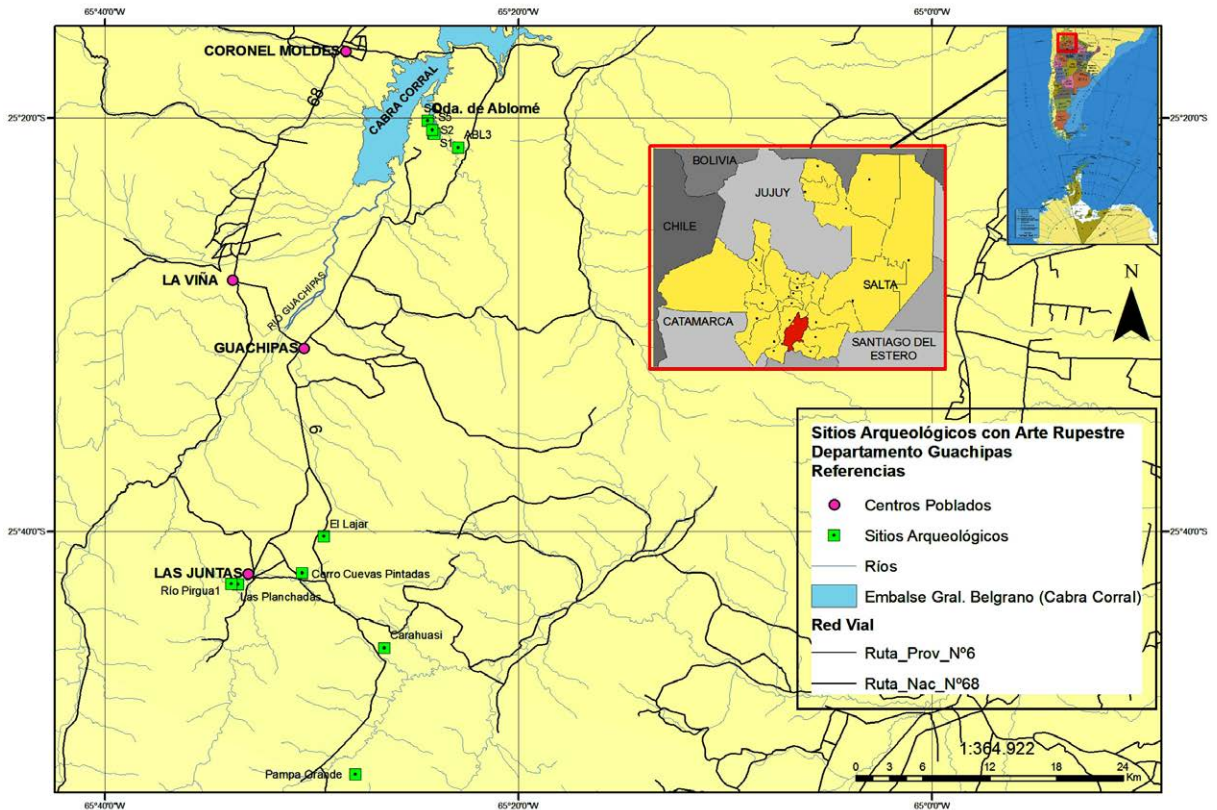 65°40'0"W
65°20'0"W
65°0'0"W
CORONEL MOLDES
68
CABRA CORRAL
Qda. de Ablomé
S5
S2
S1
ABL3
25°20'0"S
25°20'0"S
BOLIVIA
JUJUY
CHILE
SALTA
CATAMARCA
SANTIAGO DEL
ESTERO
N
LA VIÑA
RÍO GUACHIPAS
GUACHIPAS
6
Sitios Arqueológicos con Arte Rupestre
Departamento Guachipas
Referencias
Centros Poblados
Sitios Arqueológicos
Ríos
Embalse Gral. Belgrano (Cabra Corral)
Red Vial
Ruta_Prov_Nº6
Ruta_Nac_Nº68
25°40'0"S
25°40'0"S
El Lajar
LAS JUNTAS
Cerro Cuevas Pintadas
Río Pirgua1
Las Planchadas
Carahuasi
Pampa Grande
1:364.922
0 3 6 12 18 24
Km
65°40'0"W
65°20'0"W
65°0'0"W